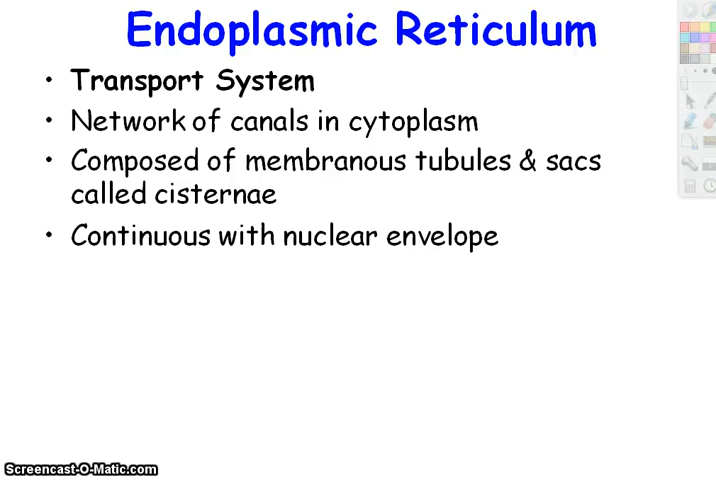 Endoplasmic Reticulum
• Transport System
• Network of canals in cytoplasm
• Composed of membranous tubules & sacs
called cisternae
• Continuous with nuclear envelope
Screencast-O-Matic.com